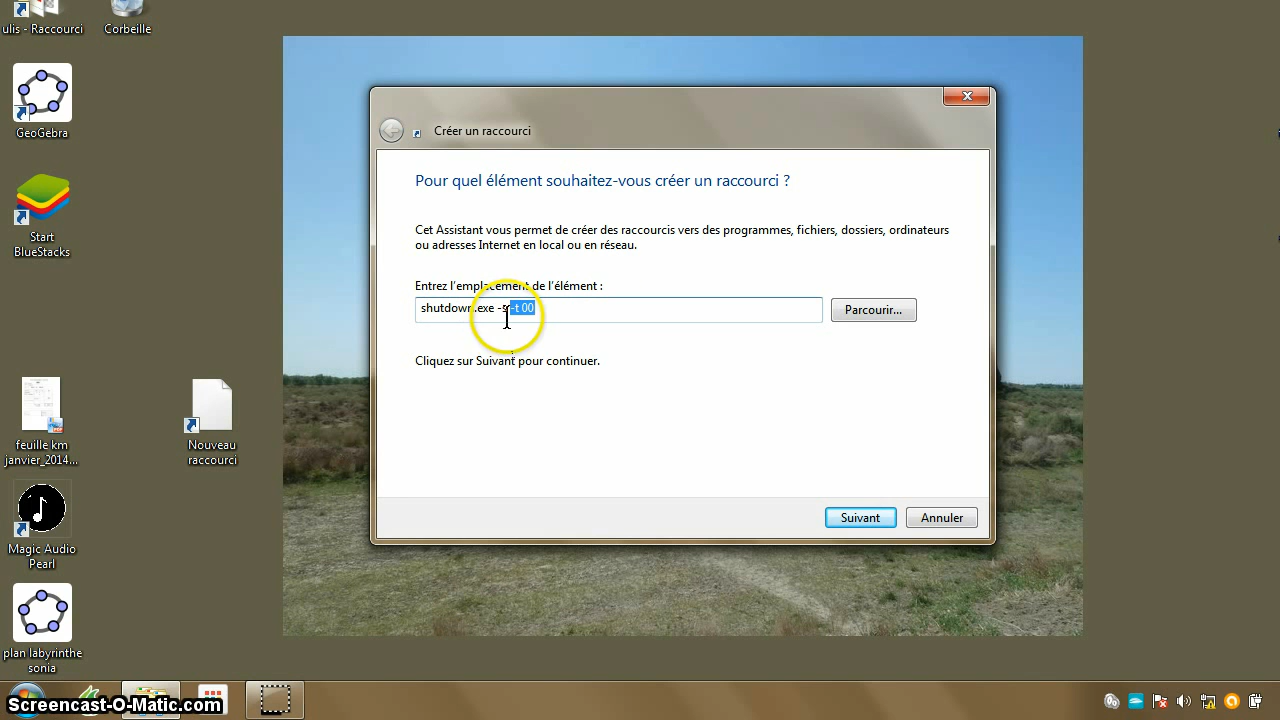 ulis - Raccourci
Corbeille
GeoGebra
Start
BlueStacks
feuille km
janvier_2014...
Nouveau
raccourci
Magic Audio
Pearl
plan labyrinthe
sonia
Créer un raccourci
Pour quel élément souhaitez-vous créer un raccourci ?
Cet Assistant vous permet de créer des raccourcis vers des programmes, fichiers, dossiers, ordinateurs
ou adresses Internet en local ou en réseau.
Entrez l'emplacement de l'élément :
shutdown.exe -s -t 00
Parcourir...
Cliquez sur Suivant pour continuer.
Suivant
Annuler
Screencast-O-Matic.com